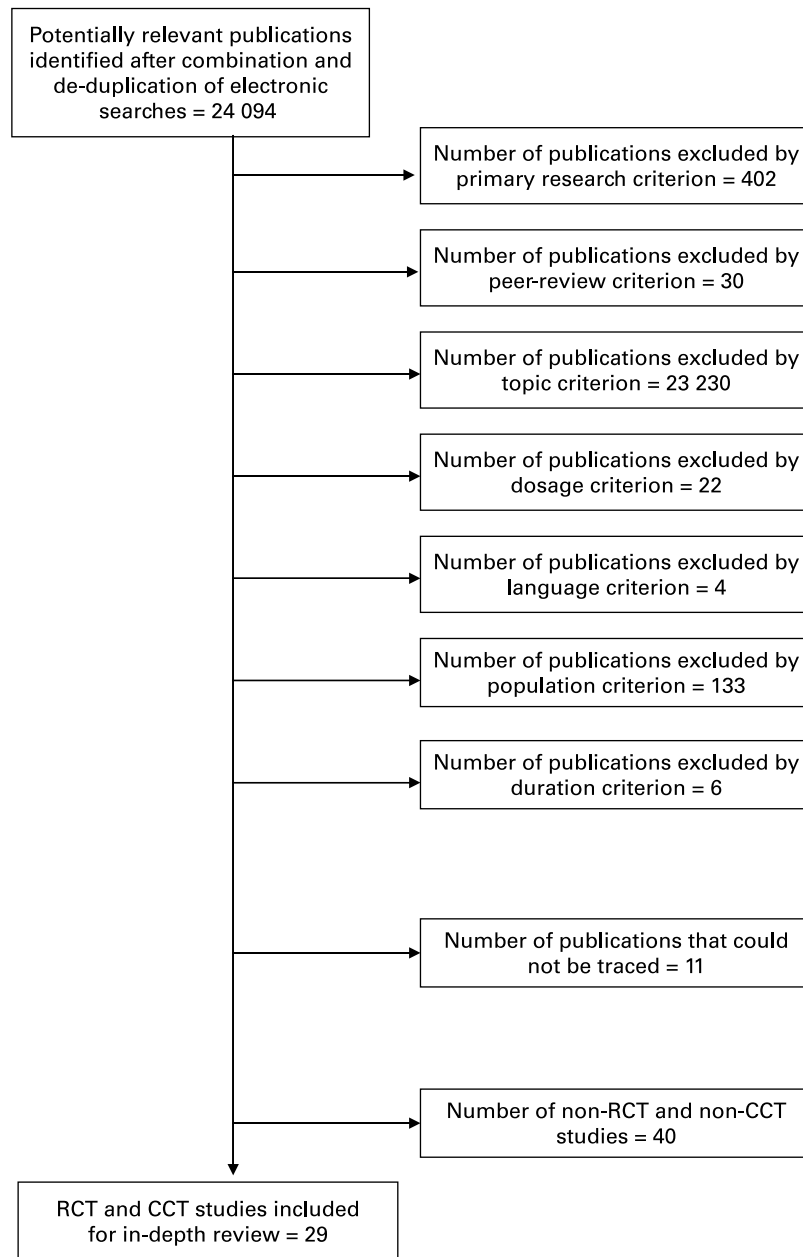 Potentially relevant publications
identified after combination and
de-duplication of electronic
searches = 24 094
Number of publications excluded by
primary research criterion = 402
Number of publications excluded by
peer-review criterion = 30
Number of publications excluded by
topic criterion = 23 230
Number of publications excluded by
dosage criterion = 22
Number of publications excluded by
language criterion = 4
Number of publications excluded by
population criterion = 133
Number of publications excluded by
duration criterion = 6
Number of publications that could
not be traced = 11
Number of non-RCT and non-CCT
studies = 40
RCT and CCT studies included
for in-depth review = 29